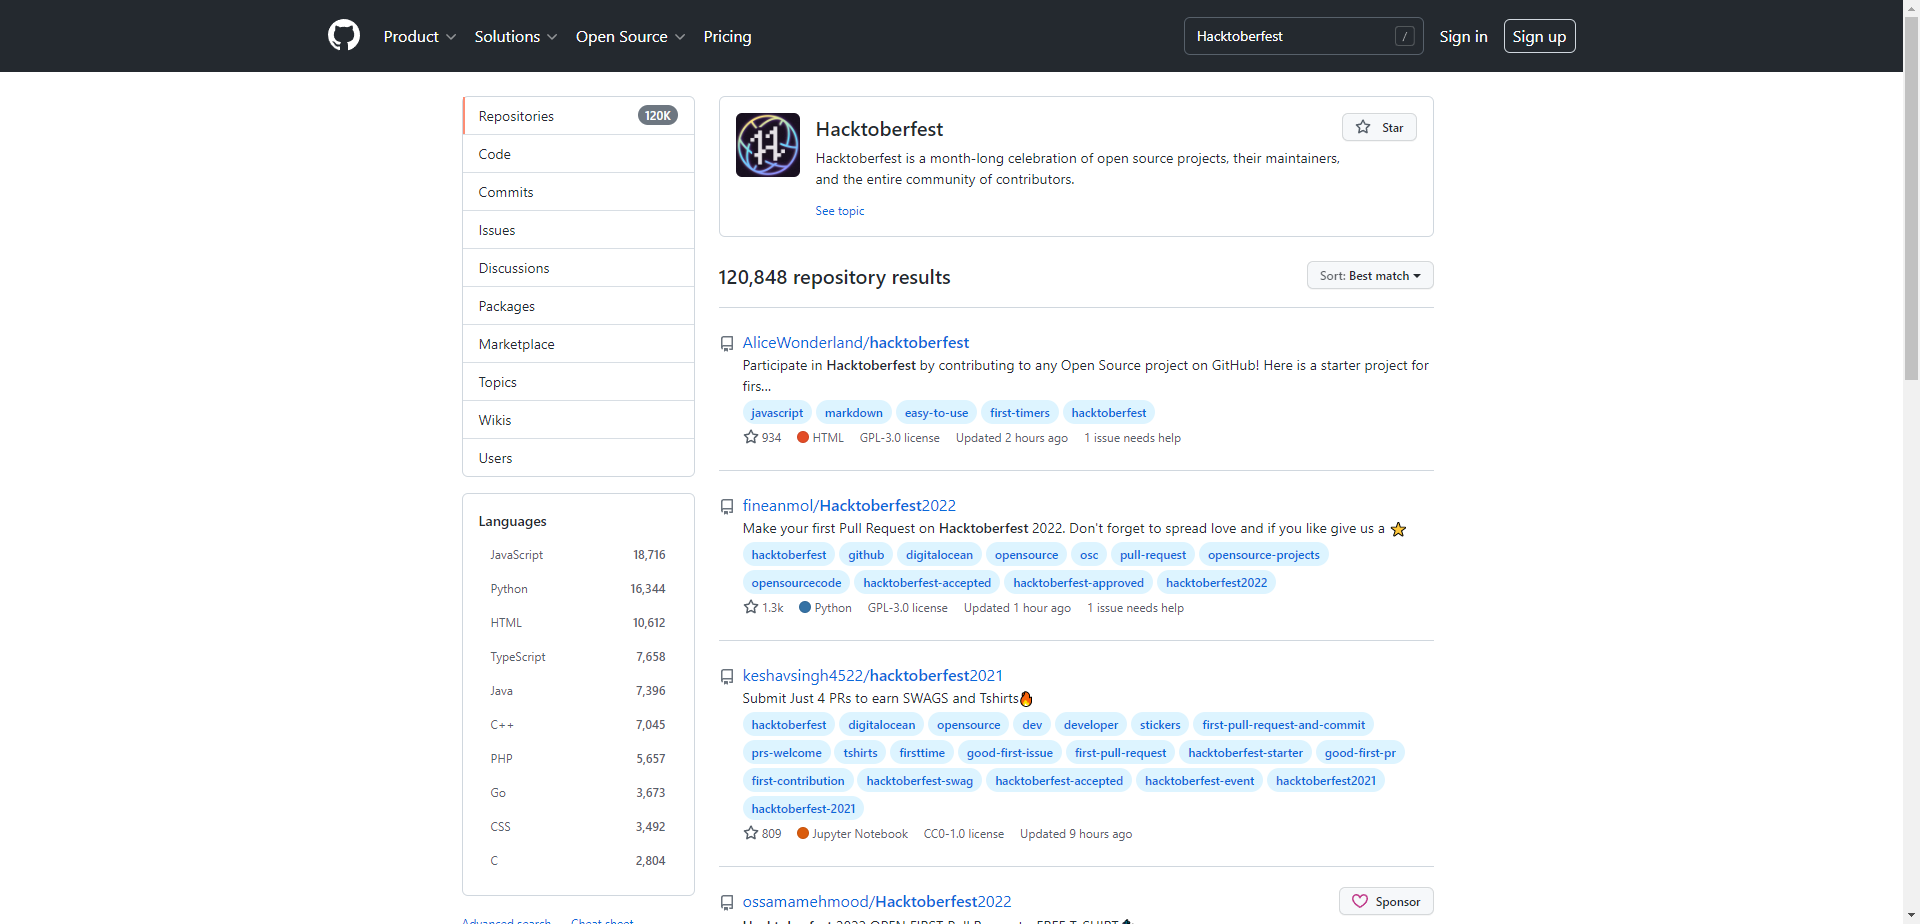 Product Solutions Open Source Pricing Hacktoberfest / Sign in Sign up
Repositories 120K
Code
Commits
Issues
Discussions
Packages
Marketplace
Topics
Wikis
Users
Languages
JavaScript 18,716
Python 16,344
HTML 10,612
TypeScript 7,658
Java 7,396
C++ 7,045
PHP 5,657
Go 3,673
CSS 3,492
C 2,804
Advanced search Cheat sheet
Hacktoberfest
Star
Hacktoberfest is a month-long celebration of open source projects, their maintainers,
and the entire community of contributors.
See topic
120,848 repository results
Sort: Best match
AliceWonderland/hacktoberfest
Participate in Hacktoberfest by contributing to any Open Source project on GitHub! Here is a starter project for
firs...
javascript markdown easy-to-use first-timers hacktoberfest
934 HTML GPL-3.0 license Updated 2 hours ago 1 issue needs help
fineanmol/Hacktoberfest2022
Make your first Pull Request on Hacktoberfest 2022. Don't forget to spread love and if you like give us a ⭐
hacktoberfest github digitalocean opensource osc pull-request opensource-projects
opensourcecode hacktoberfest-accepted hacktoberfest-approved hacktoberfest2022
1.3k Python GPL-3.0 license Updated 1 hour ago 1 issue needs help
keshavsingh4522/hacktoberfest2021
Submit Just 4 PRs to earn SWAGS and Tshirts🔥
hacktoberfest digitalocean opensource dev developer stickers first-pull-request-and-commit
prs-welcome tshirts firsttime good-first-issue first-pull-request hacktoberfest-starter good-first-pr
first-contribution hacktoberfest-swag hacktoberfest-accepted hacktoberfest-event hacktoberfest2021
hacktoberfest-2021
809 Jupyter Notebook CC0-1.0 license Updated 9 hours ago
ossamamehmood/Hacktoberfest2022
Sponsor
Hacktoberfest 2022 OPEN FIRST Pull Request - FREE T-SHIRT